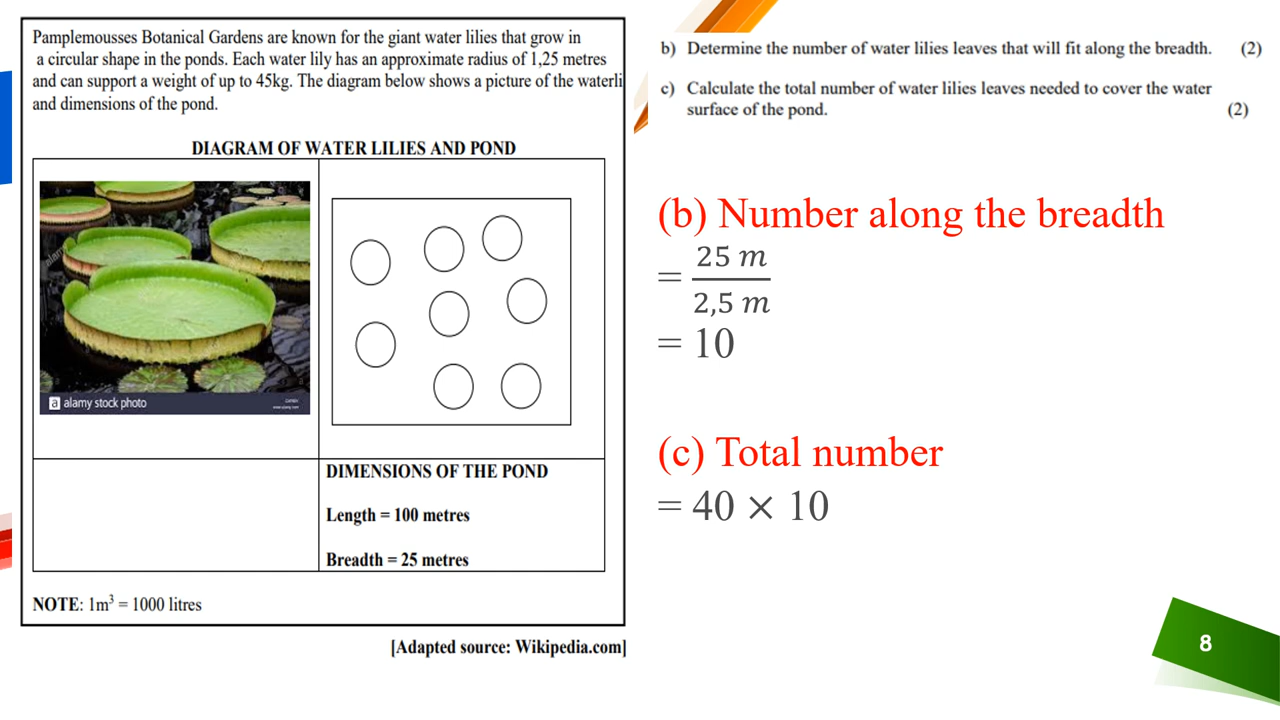 Pamplemousses Botanical Gardens are known for the giant water lilies that grow in
a circular shape in the ponds. Each water lily has an approximate radius of 1,25 metres
and can support a weight of up to 45kg. The diagram below shows a picture of the waterli
and dimensions of the pond.
DIAGRAM OF WATER LILIES AND POND
alamy
a alamy stock photo
DIMENSIONS OF THE POND
Length = 100 metres
Breadth = 25 metres
NOTE: 1m³ = 1000 litres
[Adapted source: Wikipedia.com]
b) Determine the number of water lilies leaves that will fit along the breadth. (2)
c) Calculate the total number of water lilies leaves needed to cover the water
surface of the pond. (2)
(b) Number along the breadth
= 25 m / 2,5 m
= 10
(c) Total number
= 40 × 10
8